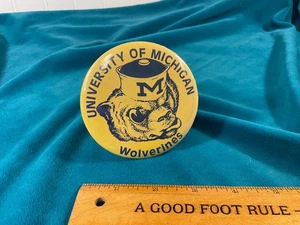 UNIVERSITY OF MICHIGAN
M
Wolverines
A GOOD FOOT RULE —